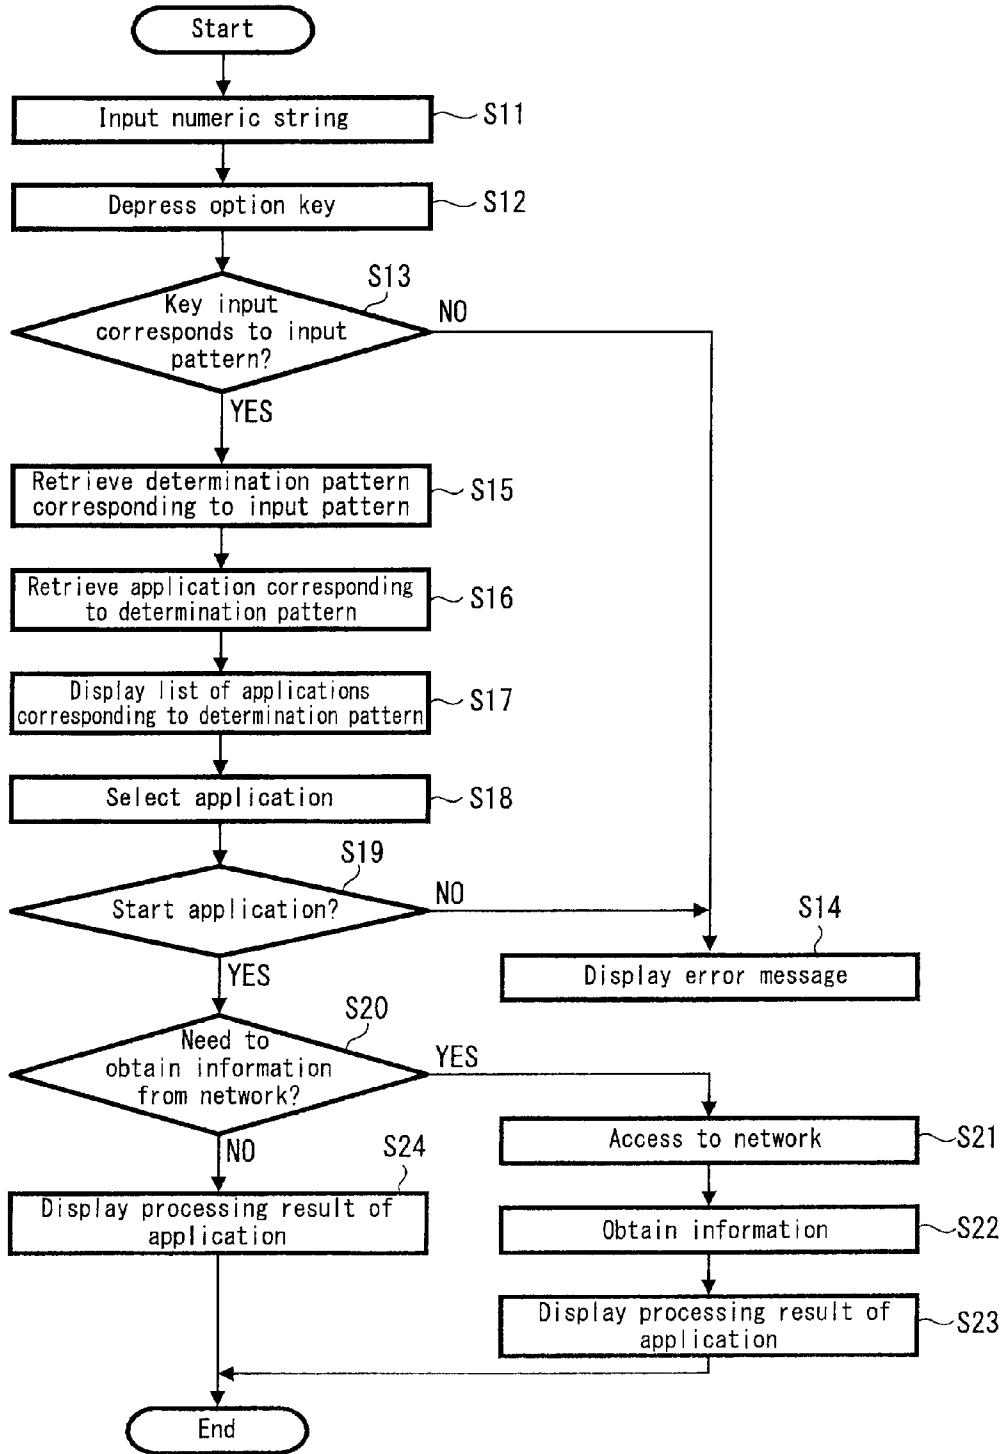 Start
Input numeric string
S11
Depress option key
S12
S13
Key input
corresponds to input
pattern?
NO
YES
Retrieve determination pattern
corresponding to input pattern
S15
Retrieve application corresponding
to determination pattern
S16
Display list of applications
corresponding to determination pattern
S17
Select application
S18
S19
Start application?
NO
YES
S14
Display error message
S20
Need to
obtain information
from network?
YES
NO
Access to network
S21
S24
Display processing result of
application
Obtain information
S22
Display processing result of
application
S23
End